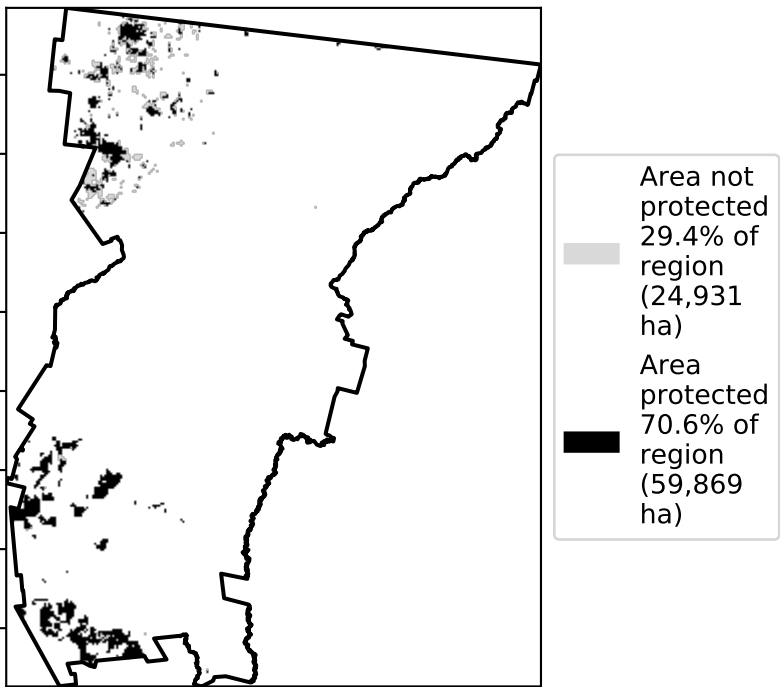 Area not
protected
29.4% of
region
(24,931
ha)
Area
protected
70.6% of
region
(59,869
ha)